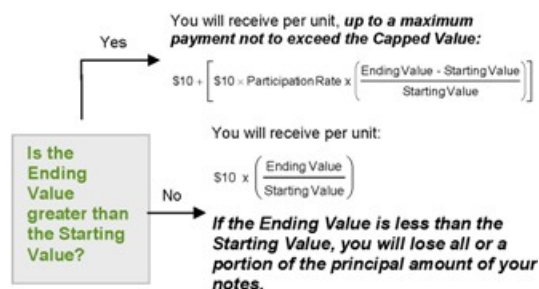 You will receive per unit, up to a maximum
payment not to exceed the Capped Value:
Yes
$10 + [ $10 × Participation Rate x ( Ending Value - Starting Value / Starting Value ) ]
You will receive per unit:
Is the
Ending
Value
greater than
the Starting
Value?
$10 x ( Ending Value / Starting Value )
No
If the Ending Value is less than the
Starting Value, you will lose all or a
portion of the principal amount of your
notes.